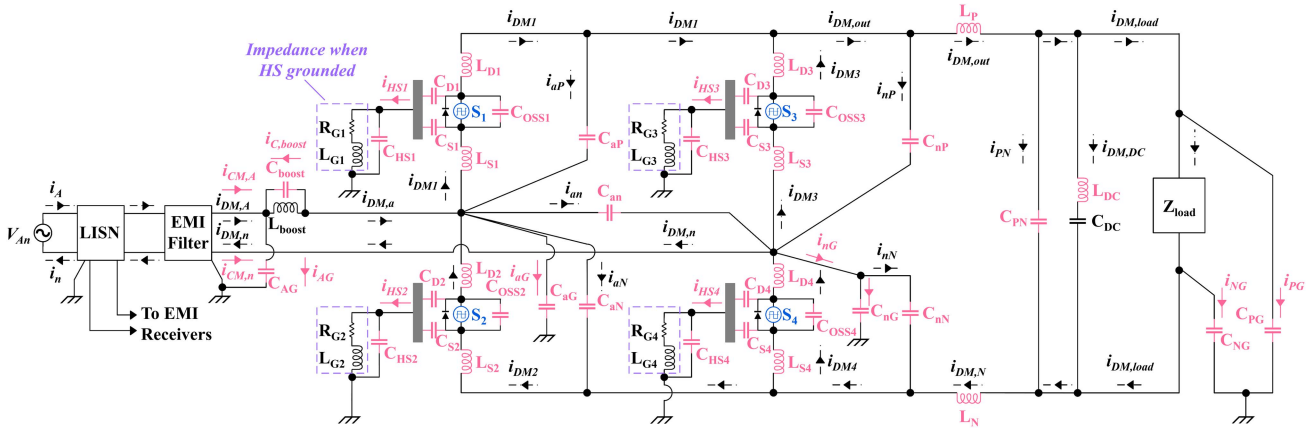 i_DM1
i_DM1
i_DM,out
L_P
i_DM,load
i_DM,out
Impedance when
HS grounded
L_D1
i_aP
L_D3
i_DM3
i_nP
i_HS1
C_D1
S_1
C_OSS1
i_HS3
C_D3
S_3
C_OSS3
R_G1
L_G1
C_HS1
C_S1
L_S1
C_aP
R_G3
L_G3
C_HS3
C_S3
L_S3
C_nP
i_PN
i_DM,DC
i_C,boost
C_boost
i_CM,A
i_DM1
i_DM3
L_DC
C_DC
C_PN
Z_load
i_A
i_DM,A
L_boost
i_DM,a
i_an
C_an
V_An
LISN
EMI
Filter
i_DM,n
i_DM,n
i_n
i_CM,n
C_AG
i_AG
i_nG
i_nN
To EMI
Receivers
i_HS2
C_D2
L_D2
C_OSS2
S_2
i_aG
C_aG
i_aN
C_aN
i_HS4
C_D4
L_D4
S_4
C_OSS4
C_nG
C_nN
i_NG
i_PG
C_NG
C_PG
R_G2
L_G2
C_HS2
C_S2
L_S2
R_G4
L_G4
C_HS4
C_S4
L_S4
i_DM2
i_DM4
i_DM,N
L_N
i_DM,load